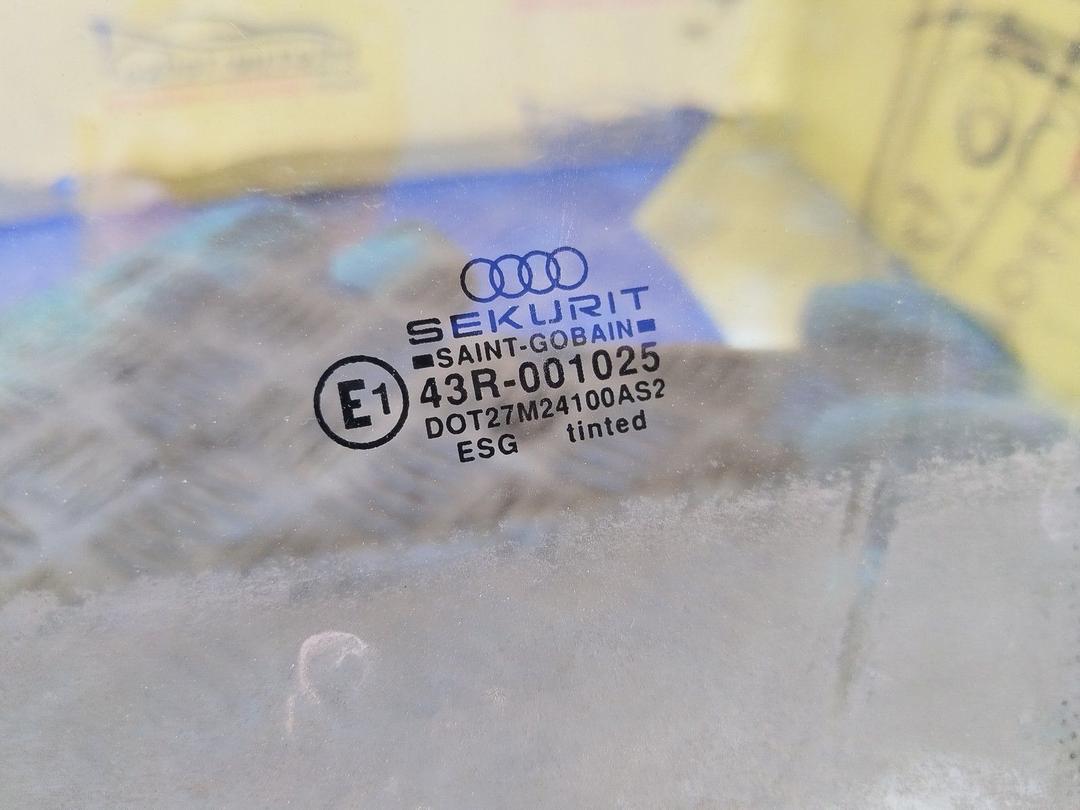 SEKURIT
SAINT-GOBAIN
E1
43R-001025
DOT27M24100AS2
ESG tinted